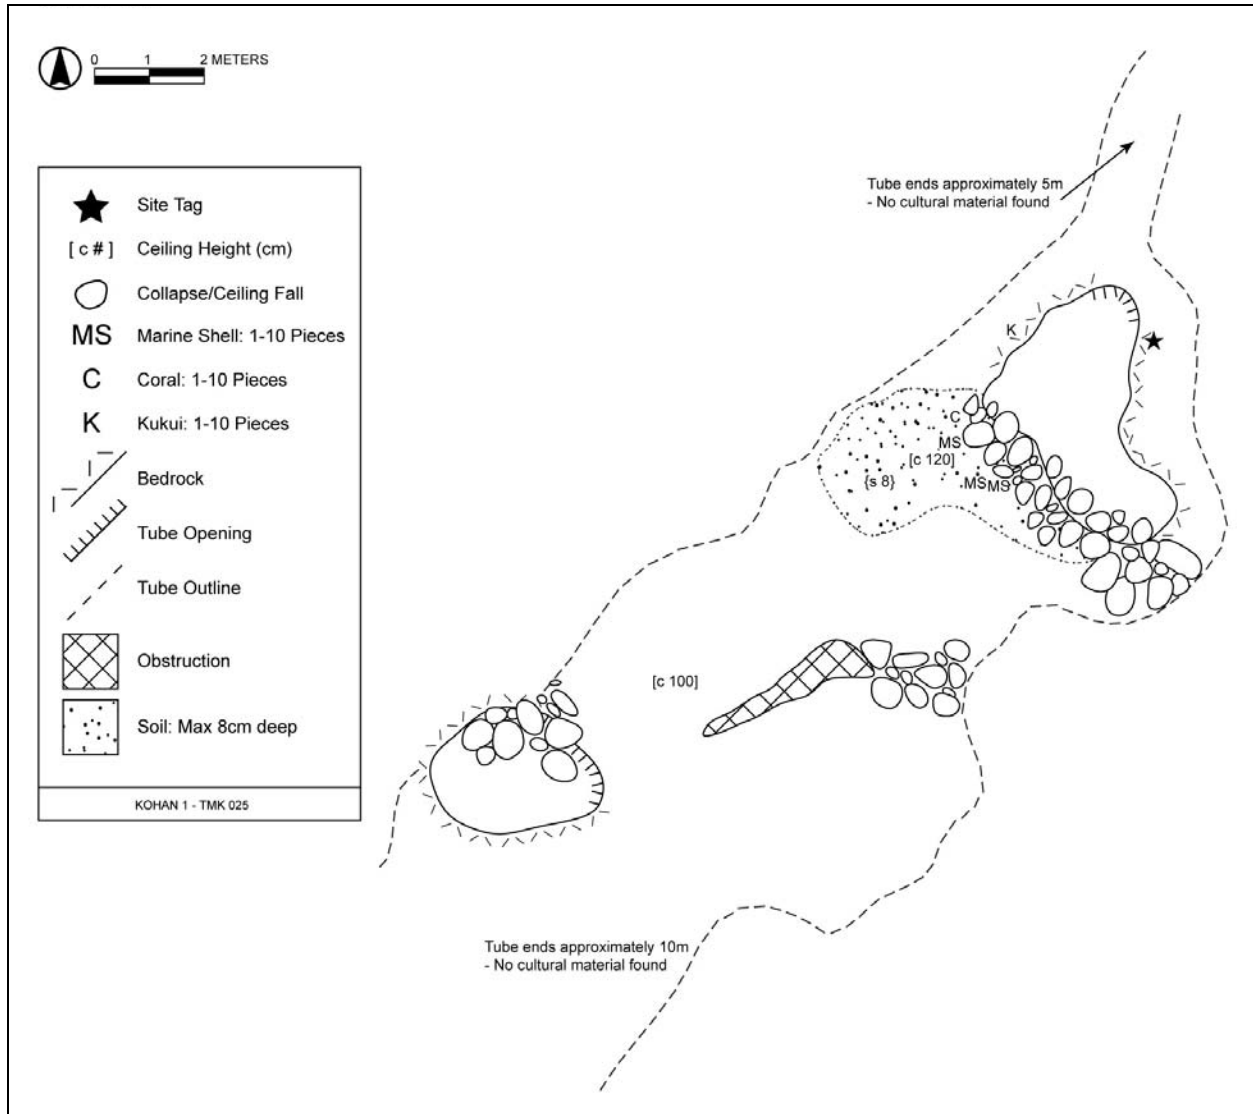 0 1 2 METERS
Site Tag
[ c # ] Ceiling Height (cm)
Collapse/Ceiling Fall
MS Marine Shell: 1-10 Pieces
C Coral: 1-10 Pieces
K Kukui: 1-10 Pieces
Bedrock
Tube Opening
Tube Outline
Obstruction
Soil: Max 8cm deep
KOHAN 1 - TMK 025
Tube ends approximately 5m
- No cultural material found
K
C
MS
[c 120]
{s 8}
MS MS
[c 100]
Tube ends approximately 10m
- No cultural material found